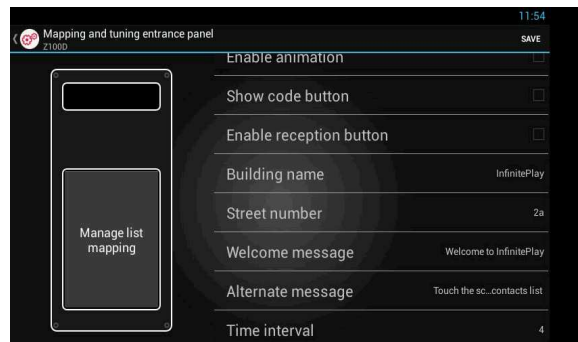 11:54
Mapping and tuning entrance panel
Z100D
SAVE
Enable animation
Show code button
Enable reception button
Building name
InfinitePlay
Street number
2a
Manage list
mapping
Welcome message
Welcome to InfinitePlay
Alternate message
Touch the sc...contacts list
Time interval
4